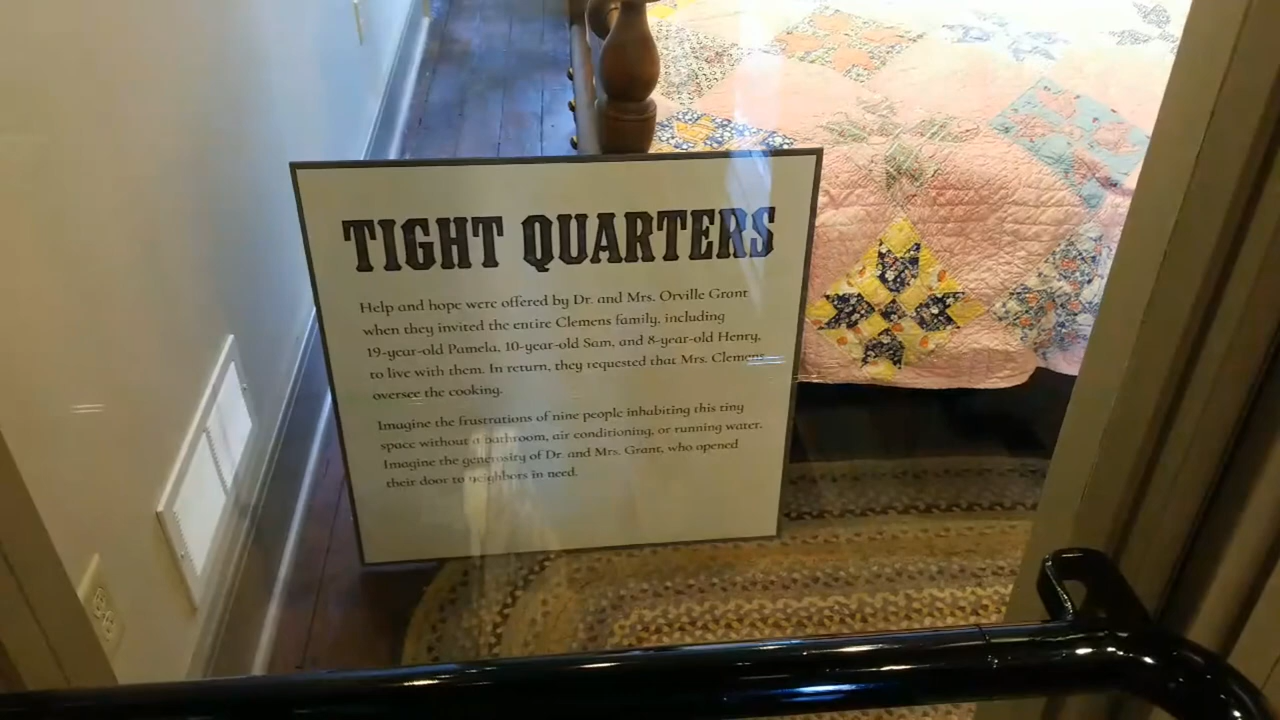 TIGHT QUARTERS
Help and hope were offered by Dr. and Mrs. Orville Grant
when they invited the entire Clemens family, including
19-year-old Pamela, 10-year-old Sam, and 8-year-old Henry,
to live with them. In return, they requested that Mrs. Clemens
oversee the cooking.
Imagine the frustrations of nine people inhabiting this tiny
space without a bathroom, air conditioning, or running water.
Imagine the generosity of Dr. and Mrs. Grant, who opened
their door to neighbors in need.